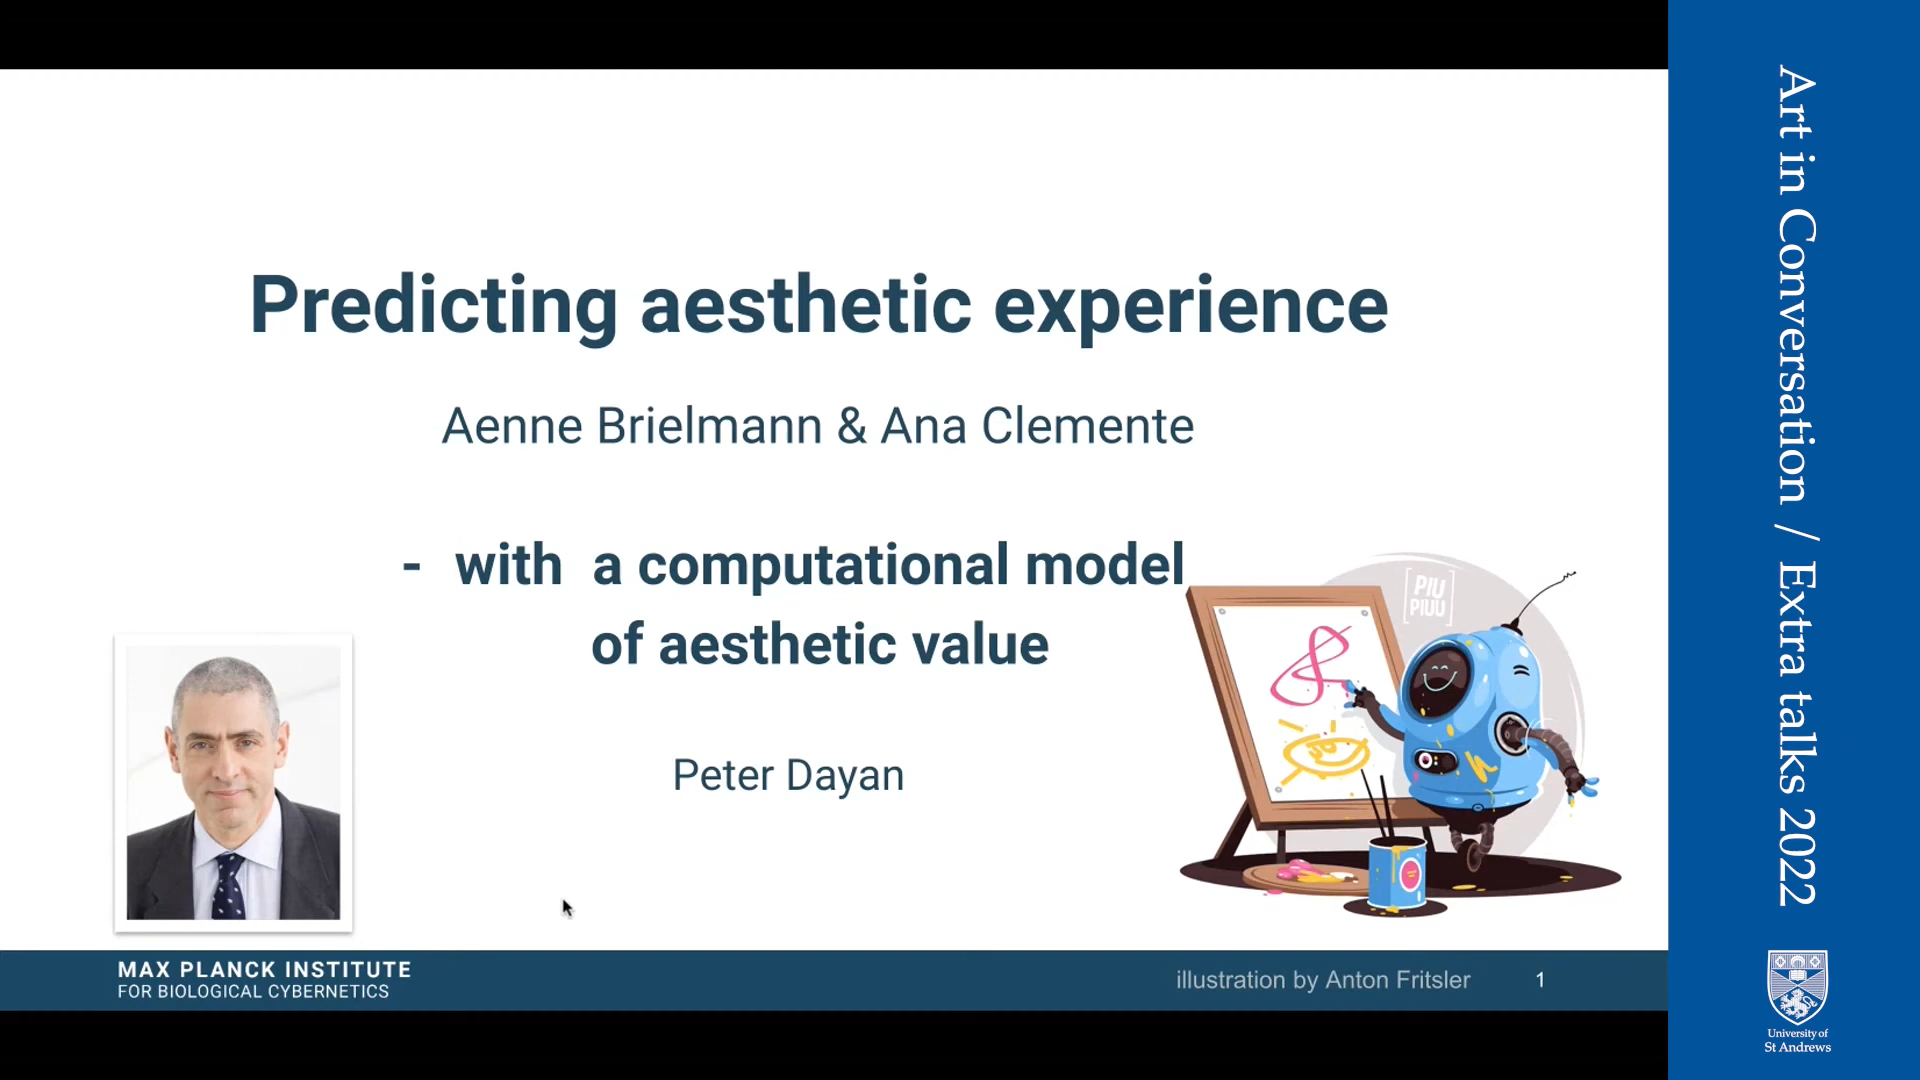 Predicting aesthetic experience
Aenne Brielmann & Ana Clemente
- with a computational model
of aesthetic value
PIU
PIUU
Peter Dayan
MAX PLANCK INSTITUTE
FOR BIOLOGICAL CYBERNETICS
illustration by Anton Fritsler
1
Art in Conversation / Extra talks 2022
University of
St Andrews